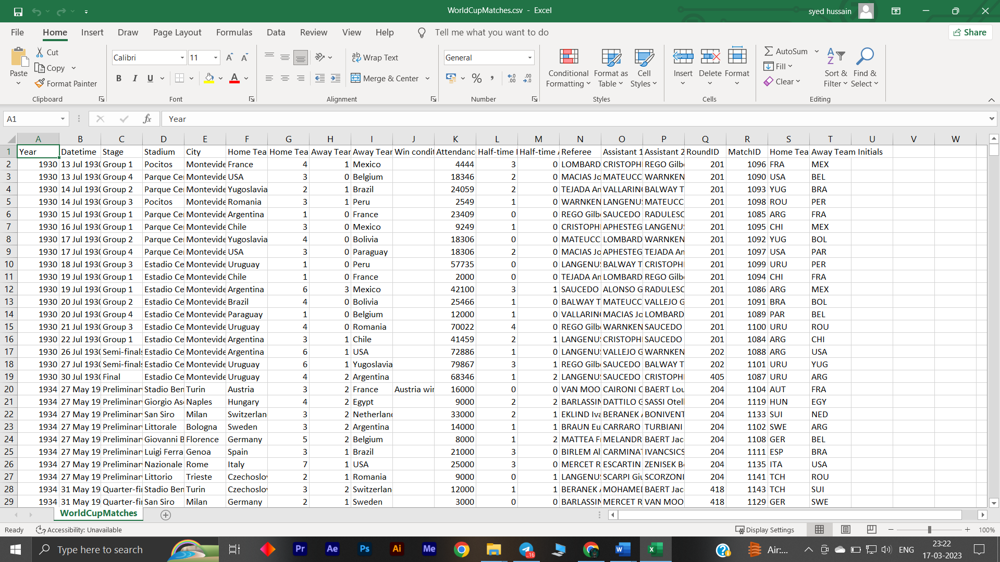 WorldCupMatches.csv - Excel
syed hussain
File Home Insert Draw Page Layout Formulas Data Review View Help Tell me what you want to do Share
Paste Cut Copy Format Painter Clipboard
Calibri 11 B I U A Font
ab Wrap Text Merge & Center Alignment
General % Number
Conditional Formatting Format as Table Cell Styles Styles
Insert Delete Format Cells
AutoSum Fill Clear Sort & Filter Find & Select Editing
A1 fx Year
A B C D E F G H I J K L M N O P Q R S T U V W
1 Year Datetime Stage Stadium City Home Tea Home Tea Away Tear Away Tear Win condit Attendanc Half-time Half-time Referee Assistant 1 Assistant 2 RoundID MatchID Home Tea Away Team Initials
2 1930 13 Jul 1930 Group 1 Pocitos Montevide France 4 1 Mexico 4444 3 0 LOMBARD CRISTOPH REGO Gilb 201 1096 FRA MEX
3 1930 13 Jul 1930 Group 4 Parque Ce Montevide USA 3 0 Belgium 18346 2 0 MACIAS Jo MATEUCC WARNKEN 201 1090 USA BEL
4 1930 14 Jul 1930 Group 2 Parque Ce Montevide Yugoslavia 2 1 Brazil 24059 2 0 TEJADA An VALLARIN BALWAY T 201 1093 YUG BRA
5 1930 14 Jul 1930 Group 3 Pocitos Montevide Romania 3 1 Peru 2549 1 0 WARNKEN LANGENU MATEUCC 201 1098 ROU PER
6 1930 15 Jul 1930 Group 1 Parque Ce Montevide Argentina 1 0 France 23409 0 0 REGO Gilb SAUCEDO RADULESC 201 1085 ARG FRA
7 1930 16 Jul 1930 Group 1 Parque Ce Montevide Chile 3 0 Mexico 9249 1 0 CRISTOPH APHESTEG LANGENU 201 1095 CHI MEX
8 1930 17 Jul 1930 Group 2 Parque Ce Montevide Yugoslavia 4 0 Bolivia 18306 0 0 MATEUCC LOMBARD WARNKEN 201 1092 YUG BOL
9 1930 17 Jul 1930 Group 4 Parque Ce Montevide USA 3 0 Paraguay 18306 2 0 MACIAS Jo APHESTEG TEJADA An 201 1097 USA PAR
10 1930 18 Jul 1930 Group 3 Estadio Ce Montevide Uruguay 1 0 Peru 57735 0 0 LANGENU BALWAY T CRISTOPH 201 1099 URU PER
11 1930 19 Jul 1930 Group 1 Estadio Ce Montevide Chile 1 0 France 2000 0 0 TEJADA An LOMBARD REGO Gilb 201 1094 CHI FRA
12 1930 19 Jul 1930 Group 1 Estadio Ce Montevide Argentina 6 3 Mexico 42100 3 1 SAUCEDO ALONSO G RADULESC 201 1086 ARG MEX
13 1930 20 Jul 1930 Group 2 Estadio Ce Montevide Brazil 4 0 Bolivia 25466 1 0 BALWAY T MATEUCC VALLEJO G 201 1091 BRA BOL
14 1930 20 Jul 1930 Group 4 Estadio Ce Montevide Paraguay 1 0 Belgium 12000 1 0 VALLARIN MACIAS Jo LOMBARD 201 1089 PAR BEL
15 1930 21 Jul 1930 Group 3 Estadio Ce Montevide Uruguay 4 0 Romania 70022 4 0 REGO Gilb WARNKEN SAUCEDO 201 1100 URU ROU
16 1930 22 Jul 1930 Group 1 Estadio Ce Montevide Argentina 3 1 Chile 41459 2 1 LANGENU CRISTOPH SAUCEDO 201 1084 ARG CHI
17 1930 26 Jul 1930 Semi-finals Estadio Ce Montevide Argentina 6 1 USA 72886 1 0 LANGENU VALLEJO G WARNKEN 202 1088 ARG USA
18 1930 27 Jul 1930 Semi-finals Estadio Ce Montevide Uruguay 6 1 Yugoslavia 79867 3 1 REGO Gilb SAUCEDO BALWAY T 202 1101 URU YUG
19 1930 30 Jul 1930 Final Estadio Ce Montevide Uruguay 4 2 Argentina 68346 1 2 LANGENU SAUCEDO CRISTOPH 405 1087 URU ARG
20 1934 27 May 19 Preliminar Stadio Ben Turin Austria 3 2 France Austria win 16000 0 0 VAN MOO CAIRONI C BAERT Lou 204 1104 AUT FRA
21 1934 27 May 19 Preliminar Giorgio As Naples Hungary 4 2 Egypt 9000 2 2 BARLASSIN DATTILO G SASSI Otell 204 1119 HUN EGY
22 1934 27 May 19 Preliminar San Siro Milan Switzerlan 3 2 Netherland 33000 2 1 EKLIND Iva BERANEK BONIVENT 204 1133 SUI NED
23 1934 27 May 19 Preliminar Littorale Bologna Sweden 3 2 Argentina 14000 1 1 BRAUN Eu CARRARO TURBIANI 204 1102 SWE ARG
24 1934 27 May 19 Preliminar Giovanni B Florence Germany 5 2 Belgium 8000 1 2 MATTEA F MELANDR BAERT Jac 204 1108 GER BEL
25 1934 27 May 19 Preliminar Luigi Ferra Genoa Spain 3 1 Brazil 21000 3 0 BIRLEM Al CARMINAT IVANCSICS 204 1111 ESP BRA
26 1934 27 May 19 Preliminar Nazionale Rome Italy 7 1 USA 25000 3 0 MERCET R ESCARTIN ZENISEK B 204 1135 ITA USA
27 1934 27 May 19 Preliminar Littorio Trieste Czechoslov 2 1 Romania 9000 0 1 LANGENU SCARPI Giu SCORZONI 204 1141 TCH ROU
28 1934 31 May 19 Quarter-fi Stadio Ben Turin Czechoslov 3 2 Switzerlan 12000 1 1 BERANEK MOHAMED BAERT Jac 418 1143 TCH SUI
29 1934 31 May 19 Quarter-fi San Siro Milan Germany 2 1 Sweden 3000 0 0 BARLASSIN MERCET R VAN MOO 418 1129 GER SWE
WorldCupMatches
Ready Accessibility: Unavailable Display Settings 100%
Type here to search Pr Ae Ps Ai Me ..16 Air:... ENG 23:22
17-03-2023